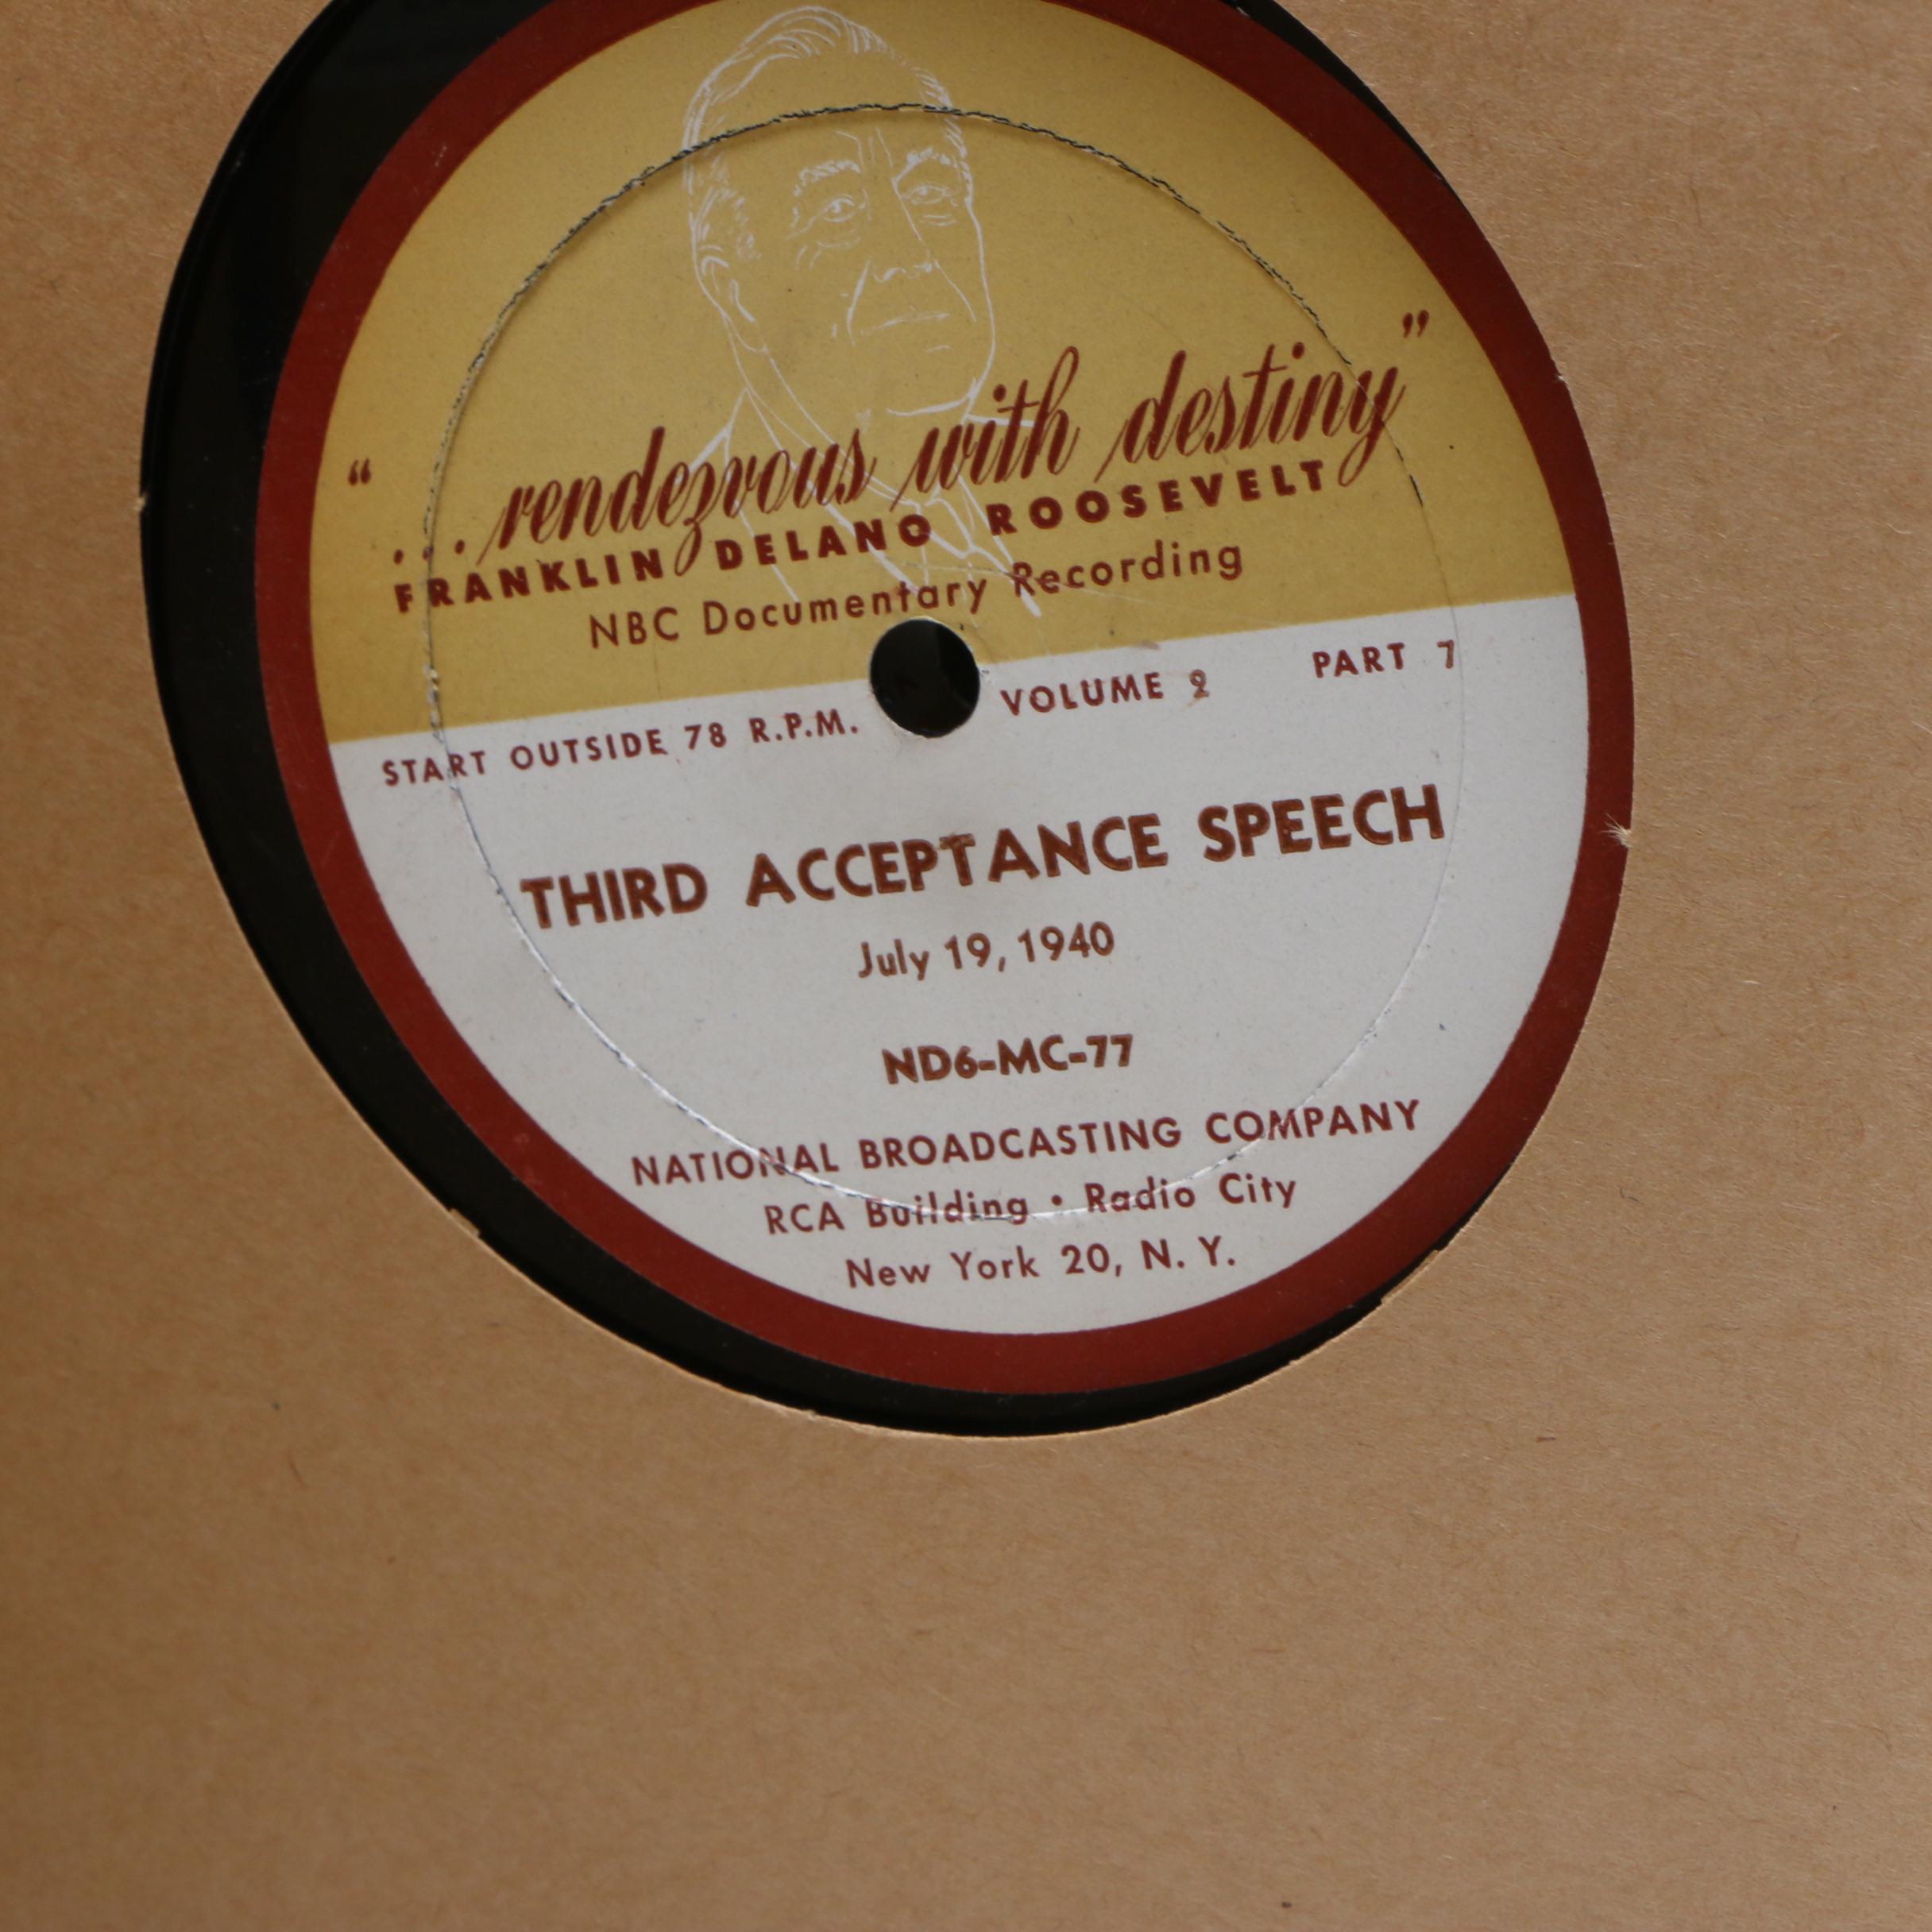 “...rendezvous with destiny”
FRANKLIN DELANO ROOSEVELT
NBC Documentary Recording
START OUTSIDE 78 R.P.M. VOLUME 2 PART 7
THIRD ACCEPTANCE SPEECH
July 19, 1940
ND6-MC-77
NATIONAL BROADCASTING COMPANY
RCA Building • Radio City
New York 20, N. Y.